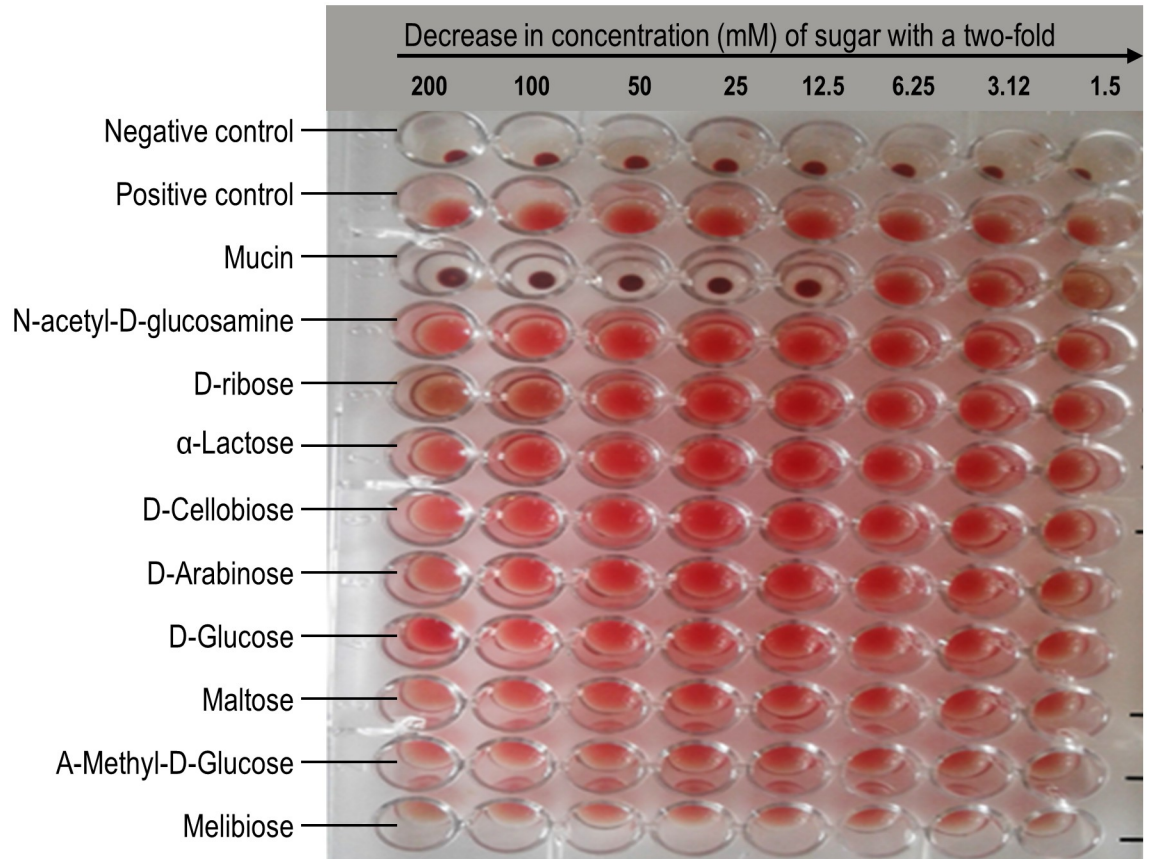 Decrease in concentration (mM) of sugar with a two-fold
200 100 50 25 12.5 6.25 3.12 1.5
Negative control
Positive control
Mucin
N-acetyl-D-glucosamine
D-ribose
α-Lactose
D-Cellobiose
D-Arabinose
D-Glucose
Maltose
A-Methyl-D-Glucose
Melibiose